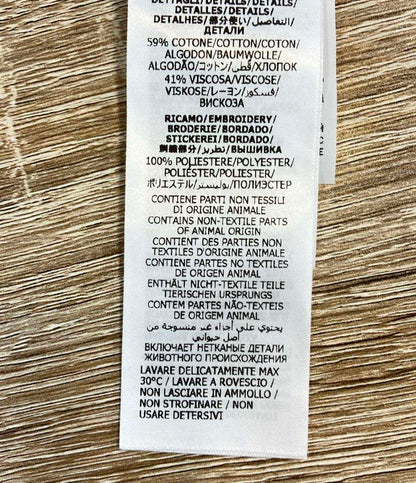 DETTAGLI/DETAILS/DETAILS/
DETALLES/DETAILS/
DETALHES/部分使い/التفاصيل/
ДЕТАЛИ
59% COTONE/COTTON/COTON/
ALGODON/BAUMWOLLE/
ALGODÃO/コットン/قطن/ХЛОПОК
41% VISCOSA/VISCOSE/
VISKOSE/レーヨン/فسكوز/
ВИСКОЗА
RICAMO/EMBROIDERY/
BRODERIE/BORDADO/
STICKEREI/BORDADO/
刺繍部分/تطريز/ВЫШИВКА
100% POLIESTERE/POLYESTER/
POLIÉSTER/POLIESTER/
ポリエステル/بوليستر/ПОЛИЭСТЕР
CONTIENE PARTI NON TESSILI
DI ORIGINE ANIMALE
CONTAINS NON-TEXTILE PARTS
OF ANIMAL ORIGIN
CONTIENT DES PARTIES NON
TEXTILES D'ORIGINE ANIMALE
CONTIENE PARTES NO TEXTILES
DE ORIGEN ANIMAL
ENTHÄLT NICHT-TEXTILE TEILE
TIERISCHEN URSPRUNGS
CONTEM PARTES NÃO-TEXTEIS
DE ORIGEM ANIMAL
يحتوي على أجزاء غير منسوجة من
أصل حيواني
ВКЛЮЧАЕТ НЕТКАНЫЕ ДЕТАЛИ
ЖИВОТНОГО ПРОИСХОЖДЕНИЯ
LAVARE DELICATAMENTE MAX
30°C / LAVARE A ROVESCIO /
NON LASCIARE IN AMMOLLO /
NON STROFINARE / NON
USARE DETERSIVI